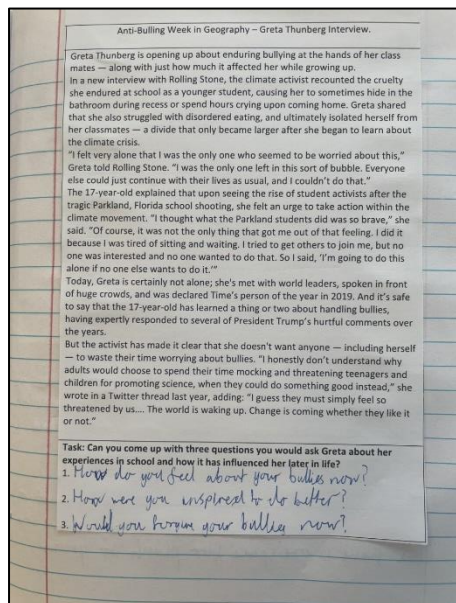 Anti-Bulling Week in Geography – Greta Thunberg Interview.
Greta Thunberg is opening up about enduring bullying at the hands of her class
mates — along with just how much it affected her while growing up.
In a new interview with Rolling Stone, the climate activist recounted the cruelty
she endured at school as a younger student, causing her to sometimes hide in the
bathroom during recess or spend hours crying upon coming home. Greta shared
that she also struggled with disordered eating, and ultimately isolated herself from
her classmates — a divide that only became larger after she began to learn about
the climate crisis.
"I felt very alone that I was the only one who seemed to be worried about this,"
Greta told Rolling Stone. "I was the only one left in this sort of bubble. Everyone
else could just continue with their lives as usual, and I couldn't do that."
The 17-year-old explained that upon seeing the rise of student activists after the
tragic Parkland, Florida school shooting, she felt an urge to take action within the
climate movement. "I thought what the Parkland students did was so brave," she
said. "Of course, it was not the only thing that got me out of that feeling. I did it
because I was tired of sitting and waiting. I tried to get others to join me, but no
one was interested and no one wanted to do that. So I said, 'I'm going to do this
alone if no one else wants to do it.'"
Today, Greta is certainly not alone; she's met with world leaders, spoken in front
of huge crowds, and was declared Time's person of the year in 2019. And it's safe
to say that the 17-year-old has learned a thing or two about handling bullies,
having expertly responded to several of President Trump's hurtful comments over
the years.
But the activist has made it clear that she doesn't want anyone — including herself
— to waste their time worrying about bullies. "I honestly don't understand why
adults would choose to spend their time mocking and threatening teenagers and
children for promoting science, when they could do something good instead," she
wrote in a Twitter thread last year, adding: "I guess they must simply feel so
threatened by us.... The world is waking up. Change is coming whether they like it
or not."
Task: Can you come up with three questions you would ask Greta about her
experiences in school and how it has influenced her later in life?
1. How do you feel about your bullies now?
2. How were you inspired to do better?
3. Would you forgive your bullies now?